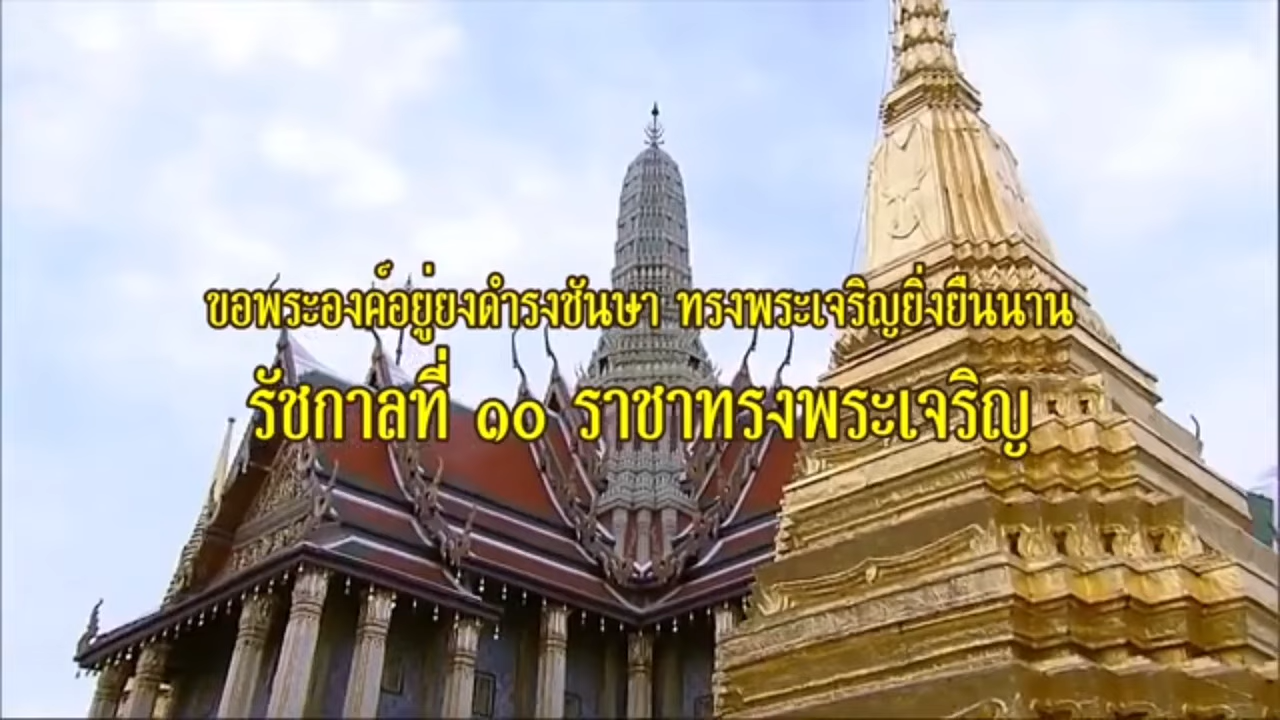 ขอพระองค์อยู่ยงดำรงชันษา ทรงพระเจริญยิ่งยืนนาน
รัชกาลที่ ๑๐ ราชาทรงพระเจริญ